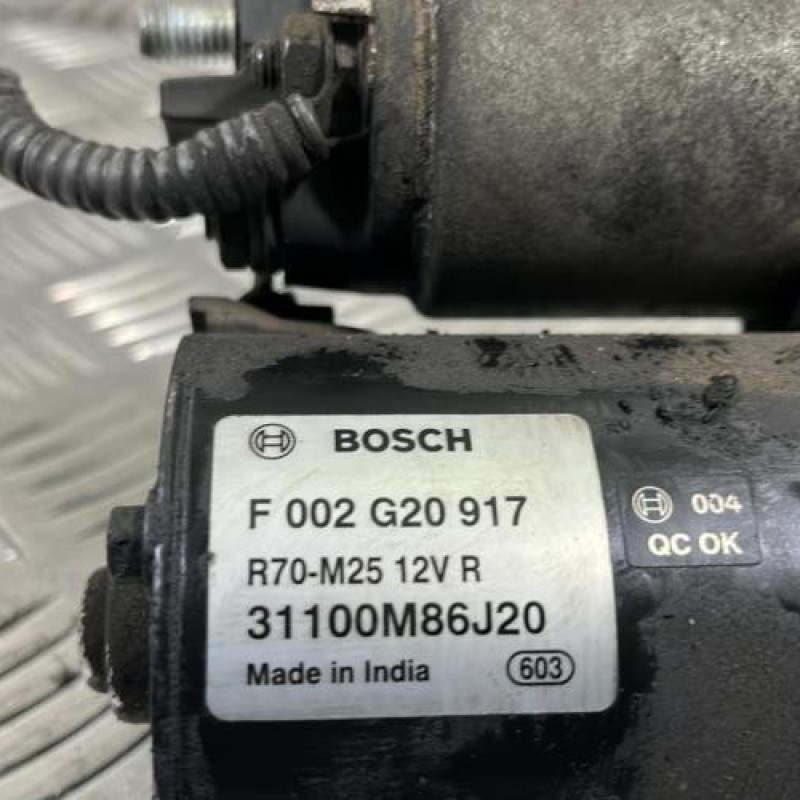 BOSCH
F 002 G20 917
R70-M25 12V R
31100M86J20
Made in India 603
004
QC OK